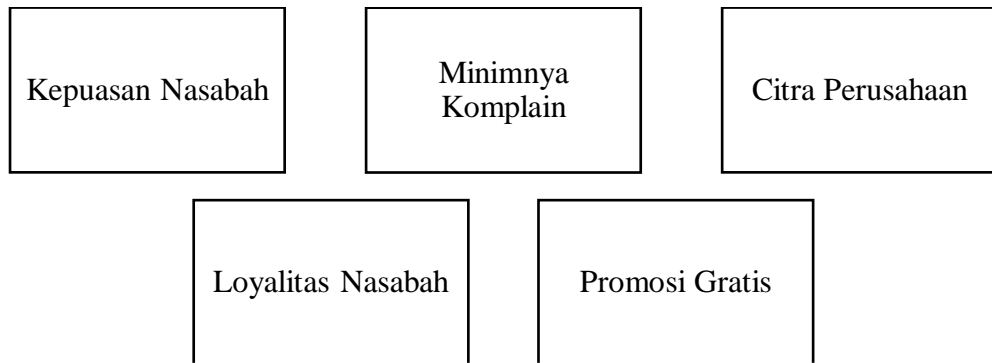 Kepuasan Nasabah
Minimnya
Komplain
Citra Perusahaan
Loyalitas Nasabah
Promosi Gratis